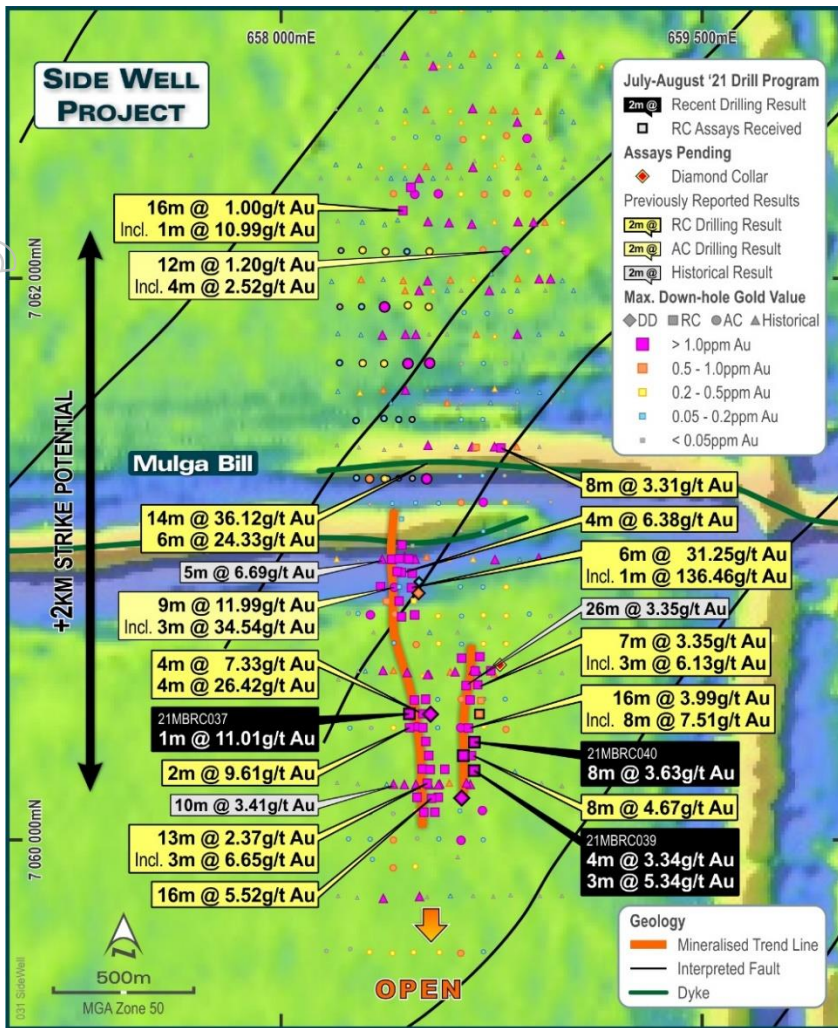 658 000mE
659 500mE
SIDE WELL
PROJECT
July-August '21 Drill Program
2m @ Recent Drilling Result
RC Assays Received
Assays Pending
Diamond Collar
Previously Reported Results
2m @ RC Drilling Result
2m @ AC Drilling Result
2m @ Historical Result
Max. Down-hole Gold Value
DD RC AC Historical
> 1.0ppm Au
0.5 - 1.0ppm Au
0.2 - 0.5ppm Au
0.05 - 0.2ppm Au
< 0.05ppm Au
16m @ 1.00g/t Au
Incl. 1m @ 10.99g/t Au
12m @ 1.20g/t Au
Incl. 4m @ 2.52g/t Au
7 062 000mN
+2KM STRIKE POTENTIAL
Mulga Bill
14m @ 36.12g/t Au
6m @ 24.33g/t Au
5m @ 6.69g/t Au
9m @ 11.99g/t Au
Incl. 3m @ 34.54g/t Au
4m @ 7.33g/t Au
4m @ 26.42g/t Au
21MBRC037
1m @ 11.01g/t Au
2m @ 9.61g/t Au
10m @ 3.41g/t Au
13m @ 2.37g/t Au
Incl. 3m @ 6.65g/t Au
16m @ 5.52g/t Au
8m @ 3.31g/t Au
4m @ 6.38g/t Au
6m @ 31.25g/t Au
Incl. 1m @ 136.46g/t Au
26m @ 3.35g/t Au
7m @ 3.35g/t Au
Incl. 3m @ 6.13g/t Au
16m @ 3.99g/t Au
Incl. 8m @ 7.51g/t Au
21MBRC040
8m @ 3.63g/t Au
8m @ 4.67g/t Au
21MBRC039
4m @ 3.34g/t Au
3m @ 5.34g/t Au
7 060 000mN
OPEN
N
500m
MGA Zone 50
031 SideWell
Geology
Mineralised Trend Line
Interpreted Fault
Dyke